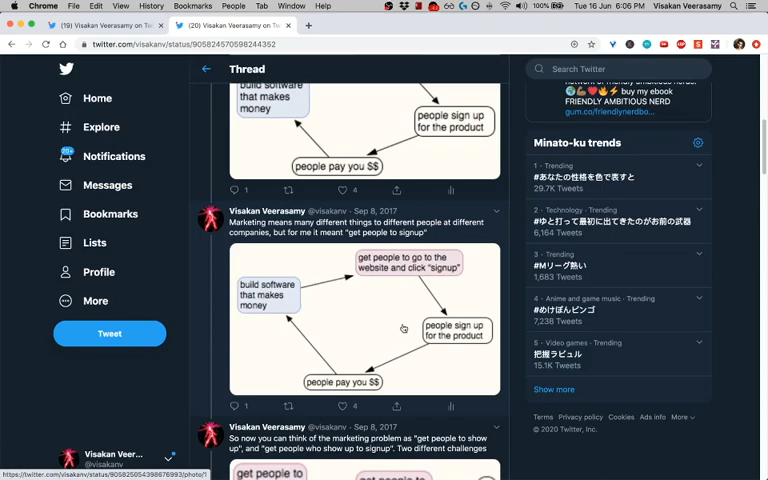 Chrome File Edit View History Bookmarks People Tab Window Help
100%
Tue 16 Jun 6:06 PM Visakan Veerasamy
(19) Visakan Veerasamy on Tw
(20) Visakan Veerasamy on Tw
twitter.com/visakanv/status/905824570598244352
Home
Explore
20+
Notifications
Messages
Bookmarks
Lists
Profile
More
Tweet
Visakan Veer...
@visakanv
Thread
build software
that makes
money
people sign up
for the product
people pay you $$
1
4
Visakan Veerasamy @visakanv · Sep 8, 2017
Marketing means many different things to different people at different
companies, but for me it meant "get people to signup"
get people to go to the
website and click "signup"
build software
that makes
money
people sign up
for the product
people pay you $$
1
4
Visakan Veerasamy @visakanv · Sep 8, 2017
So now you can think of the marketing problem as "get people to show
up", and "get people who show up to signup". Two different challenges
get people to
Search Twitter
network of friendly ambitious nerds.
buy my ebook
FRIENDLY AMBITIOUS NERD
gum.co/friendlynerdbo...
Minato-ku trends
1 · Trending
#あなたの性格を色で表すと
29.7K Tweets
2 · Technology · Trending
#ゆと打って最初に出てきたのがお前の武器
6,164 Tweets
3 · Trending
#Mリーグ熱い
1,683 Tweets
4 · Anime and game music · Trending
#めけぽんビンゴ
7,238 Tweets
5 · Video games · Trending
把握ラビュル
15.1K Tweets
Show more
Terms Privacy policy Cookies Ads info More
© 2020 Twitter, Inc.
https://twitter.com/visakanv/status/905825054398676993/photo/1